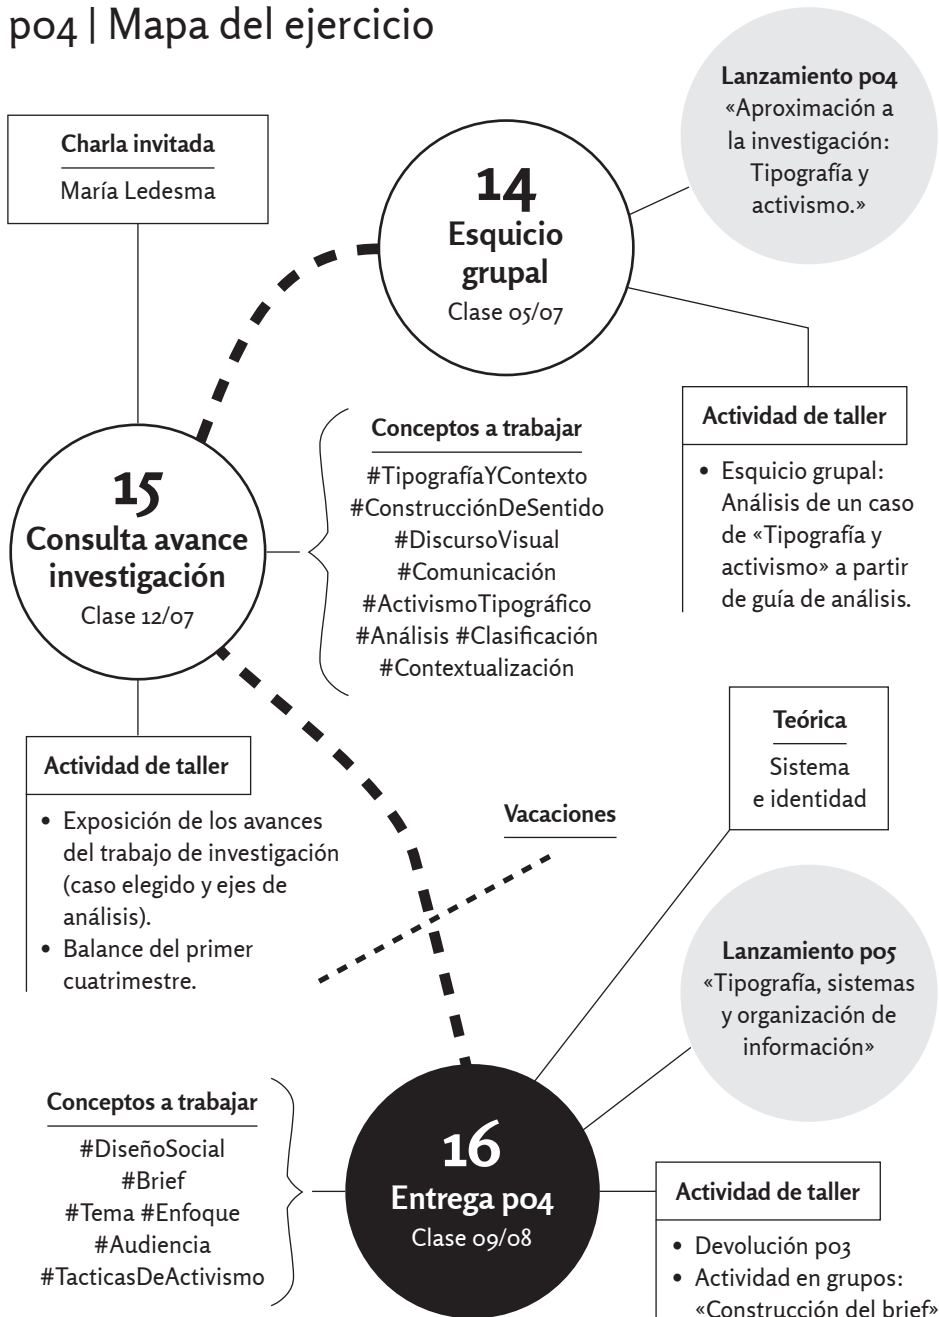 p04 | Mapa del ejercicio
Lanzamiento p04
«Aproximación a
la investigación:
Tipografía y
activismo.»
Charla invitada
María Ledesma
14
Esquicio
grupal
Clase 05/07
Actividad de taller
• Esquicio grupal:
Análisis de un caso
de «Tipografía y
activismo» a partir
de guía de análisis.
15
Consulta avance
investigación
Clase 12/07
Conceptos a trabajar
#TipografíaYContexto
#ConstrucciónDeSentido
#DiscursoVisual
#Comunicación
#ActivismoTipográfico
#Análisis #Clasificación
#Contextualización
Actividad de taller
• Exposición de los avances
del trabajo de investigación
(caso elegido y ejes de
análisis).
• Balance del primer
cuatrimestre.
Vacaciones
Teórica
Sistema
e identidad
Lanzamiento p05
«Tipografía, sistemas
y organización de
información»
Conceptos a trabajar
#DiseñoSocial
#Brief
#Tema #Enfoque
#Audiencia
#TacticasDeActivismo
16
Entrega p04
Clase 09/08
Actividad de taller
• Devolución p03
• Actividad en grupos:
«Construcción del brief»